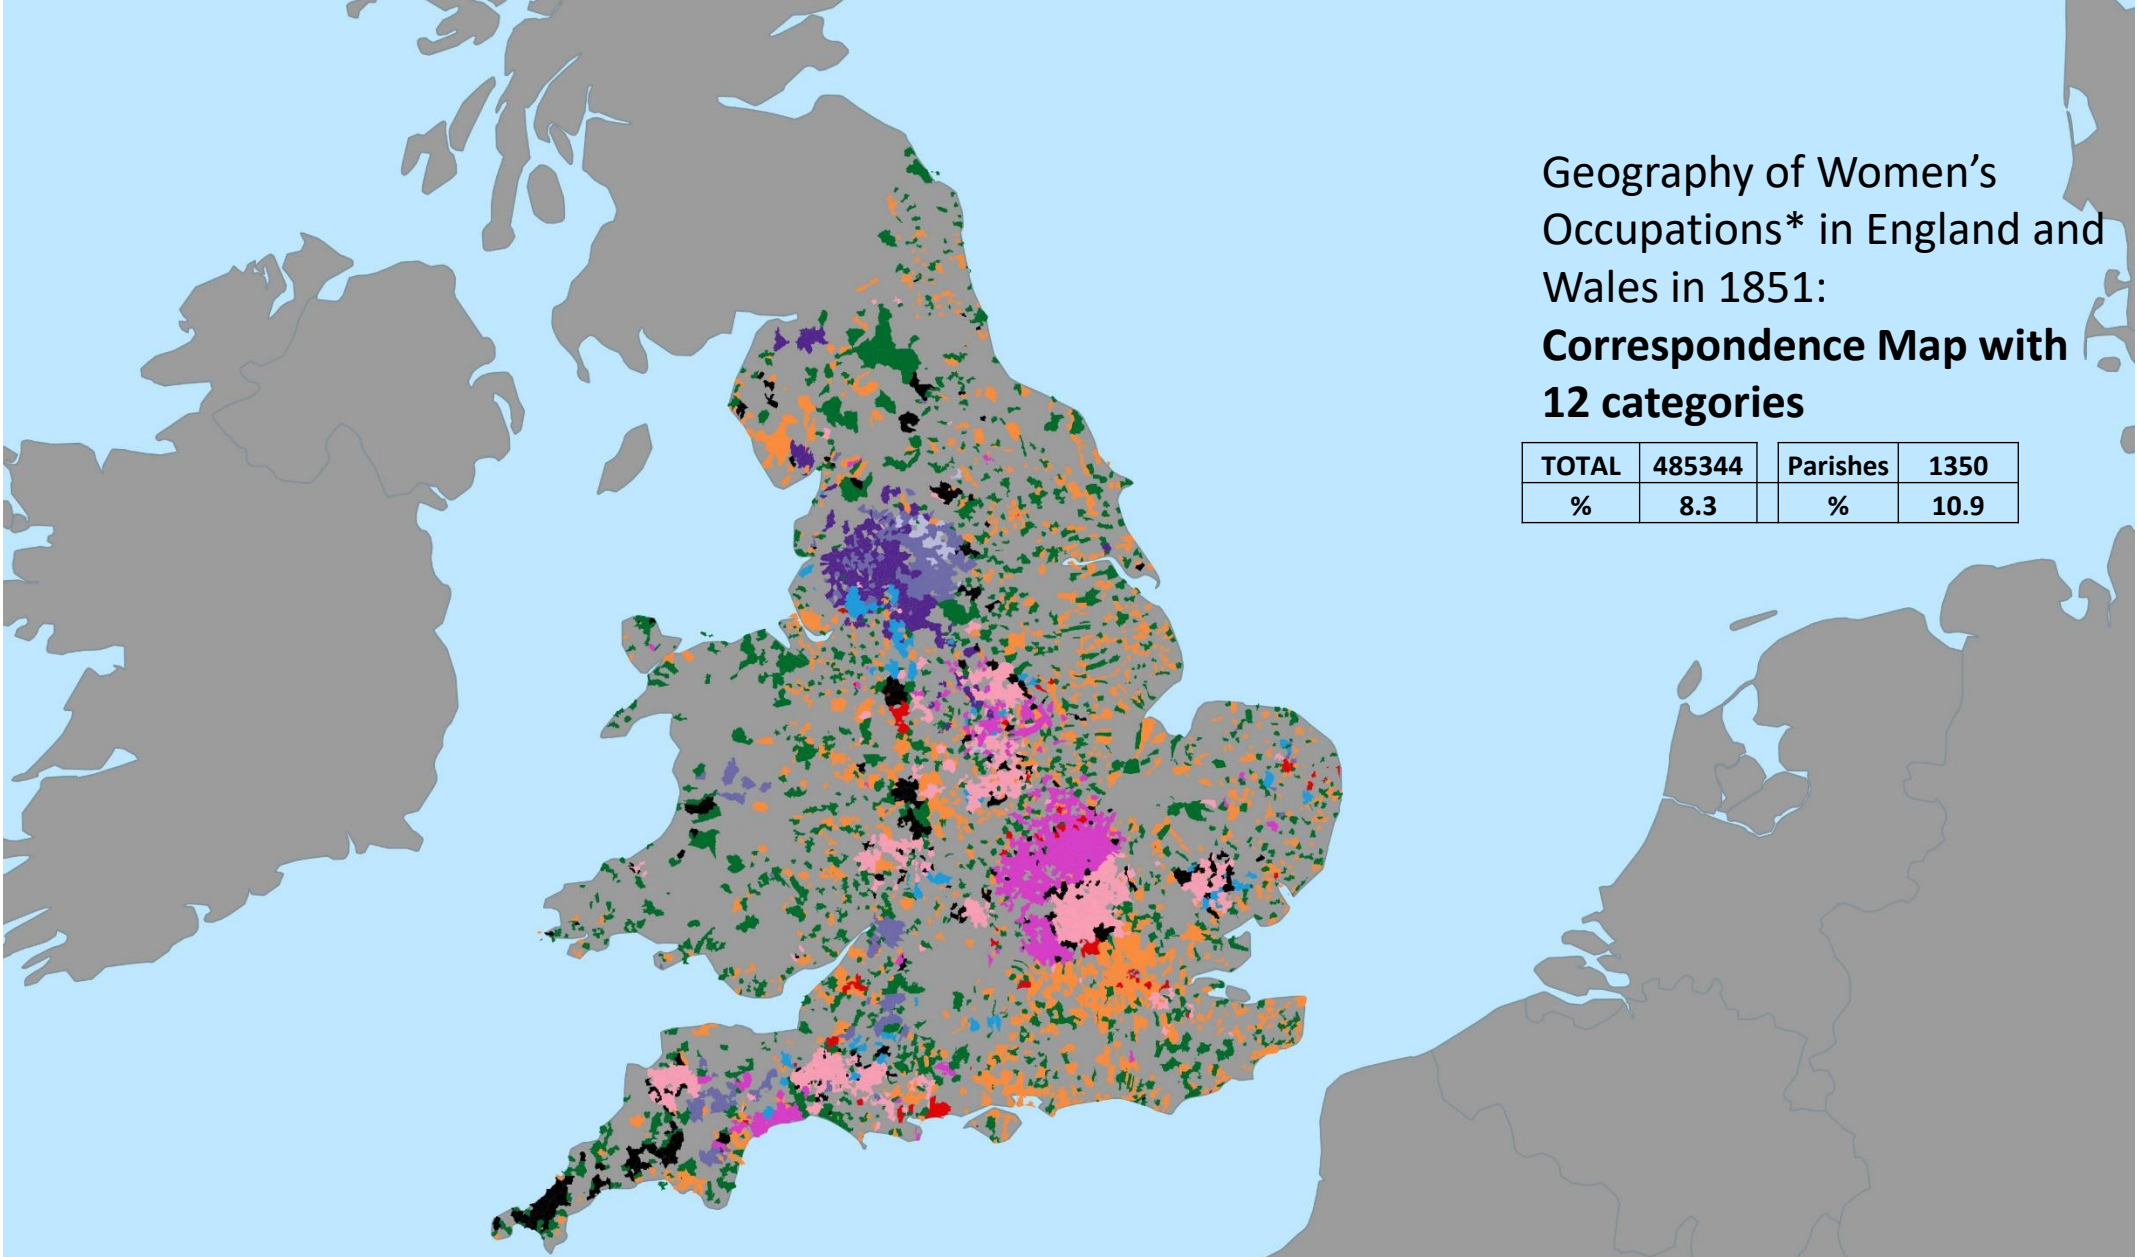 Geography of Women’s
Occupations* in England and
Wales in 1851:
Correspondence Map with
12 categories
TOTAL 485344 Parishes 1350
% 8.3 % 10.9